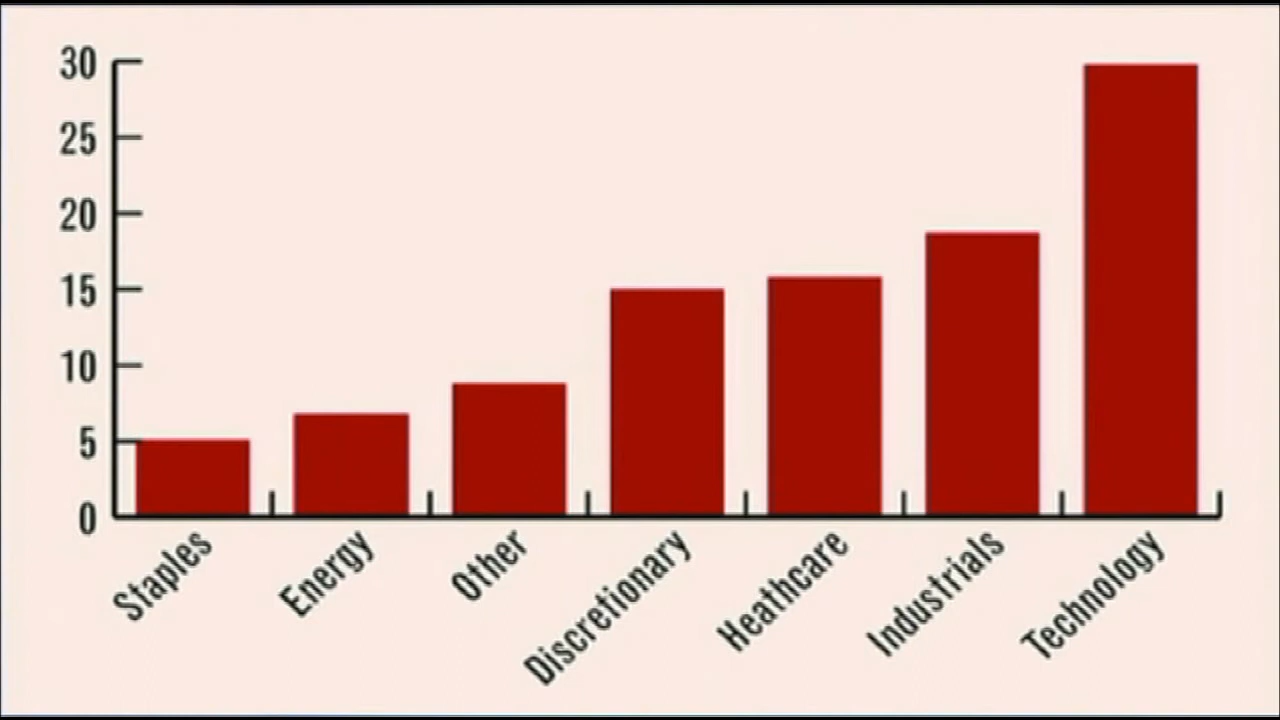 30
25
20
15
10
5
0
Staples
Energy
Other
Discretionary
Heathcare
Industrials
Technology